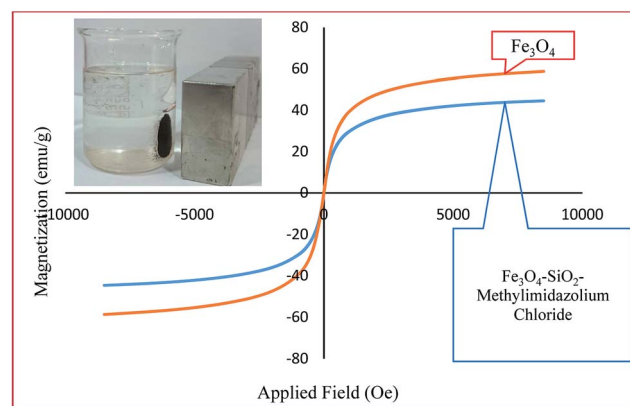 80
60
40
20
0
-20
-40
-60
-80
-10000
-5000
0
5000
10000
Magnetization (emu/g)
Applied Field (Oe)
Fe₃O₄
Fe₃O₄-SiO₂-
Methylimidazolium
Chloride